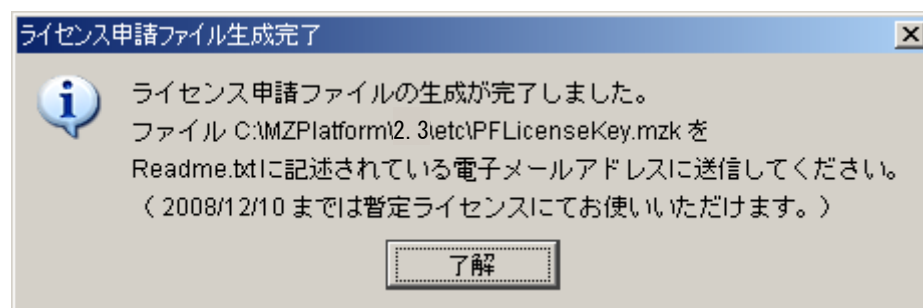 ライセンス申請ファイル生成完了
ライセンス申請ファイルの生成が完了しました。
ファイル C:\MZPlatform\2.3\etc\PFLicenseKey.mzk を
Readme.txtに記述されている電子メールアドレスに送信してください。
（ 2008/12/10 までは暫定ライセンスにてお使いいただけます。）
了解